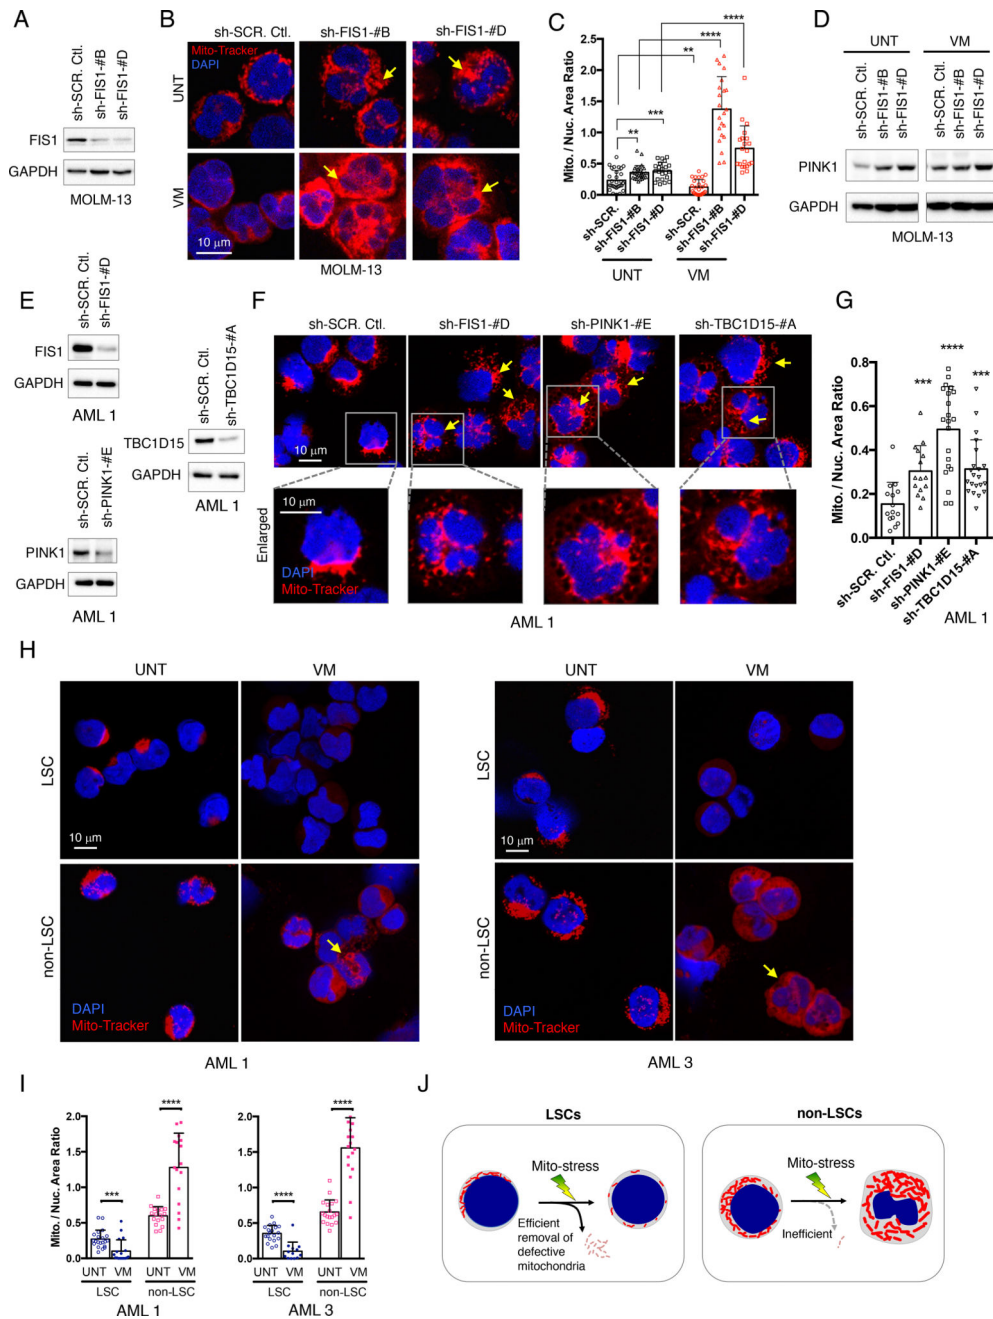 A
sh-SCR. Ctl.
sh-FIS1-#B
sh-FIS1-#D
FIS1
GAPDH
MOLM-13
B
sh-SCR. Ctl.
sh-FIS1-#B
sh-FIS1-#D
Mito-Tracker
DAPI
UNT
VM
10 μm
MOLM-13
C
Mito. / Nuc. Area Ratio
2.5
2.0
1.5
1.0
0.5
0.0
**
***
**
****
****
sh-SCR.
sh-FIS1-#B
sh-FIS1-#D
sh-SCR.
sh-FIS1-#B
sh-FIS1-#D
UNT
VM
D
UNT
VM
sh-SCR. Ctl.
sh-FIS1-#B
sh-FIS1-#D
sh-SCR. Ctl.
sh-FIS1-#B
sh-FIS1-#D
PINK1
GAPDH
MOLM-13
E
sh-SCR. Ctl.
sh-FIS1-#D
FIS1
GAPDH
AML 1
sh-SCR. Ctl.
sh-PINK1-#E
PINK1
GAPDH
AML 1
sh-SCR. Ctl.
sh-TBC1D15-#A
TBC1D15
GAPDH
AML 1
F
sh-SCR. Ctl.
sh-FIS1-#D
sh-PINK1-#E
sh-TBC1D15-#A
10 μm
Enlarged
10 μm
DAPI
Mito-Tracker
AML 1
G
Mito. / Nuc. Area Ratio
0.8
0.6
0.4
0.2
0.0
***
****
***
sh-SCR. Ctl.
sh-FIS1-#D
sh-PINK1-#E
sh-TBC1D15-#A
AML 1
H
UNT
VM
LSC
10 μm
non-LSC
DAPI
Mito-Tracker
AML 1
UNT
VM
LSC
10 μm
non-LSC
DAPI
Mito-Tracker
AML 3
I
Mito. / Nuc. Area Ratio
2.0
1.5
1.0
0.5
0.0
***
****
UNT VM UNT VM
LSC non-LSC
AML 1
2.0
1.5
1.0
0.5
0.0
****
****
UNT VM UNT VM
LSC non-LSC
AML 3
J
LSCs
Mito-stress
Efficient
removal of
defective
mitochondria
non-LSCs
Mito-stress
Inefficient